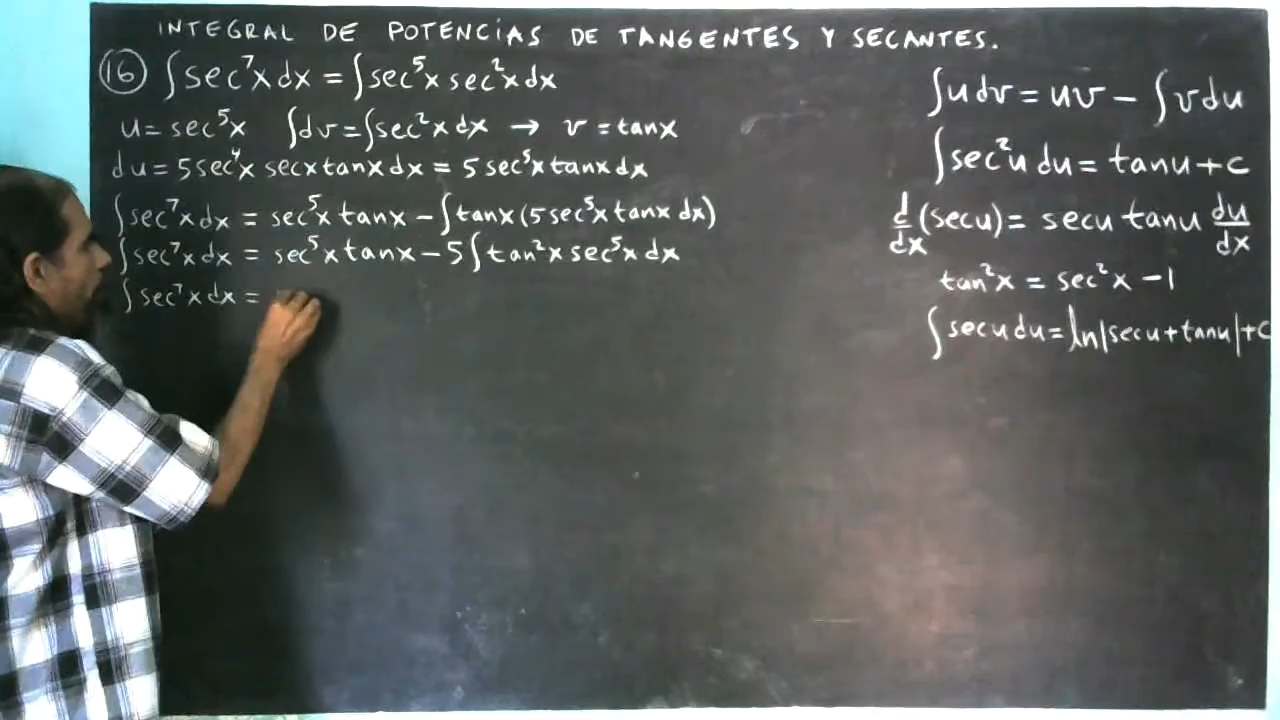 INTEGRAL DE POTENCIAS DE TANGENTES Y SECANTES.
(16) ∫sec⁷x dx = ∫sec⁵x sec²x dx
u = sec⁵x ∫dv = ∫sec²x dx → v = tanx
du = 5sec⁴x secx tanx dx = 5 sec⁵x tanx dx
∫sec⁷x dx = sec⁵x tanx − ∫tanx (5 sec⁵x tanx dx)
∫sec⁷x dx = sec⁵x tanx − 5∫tan²x sec⁵x dx
∫sec⁷x dx =
∫u dv = uv − ∫v du
∫sec²u du = tanu + c
d/dx (secu) = secu tanu du/dx
tan²x = sec²x − 1
∫secu du = ln|secu + tanu| + c